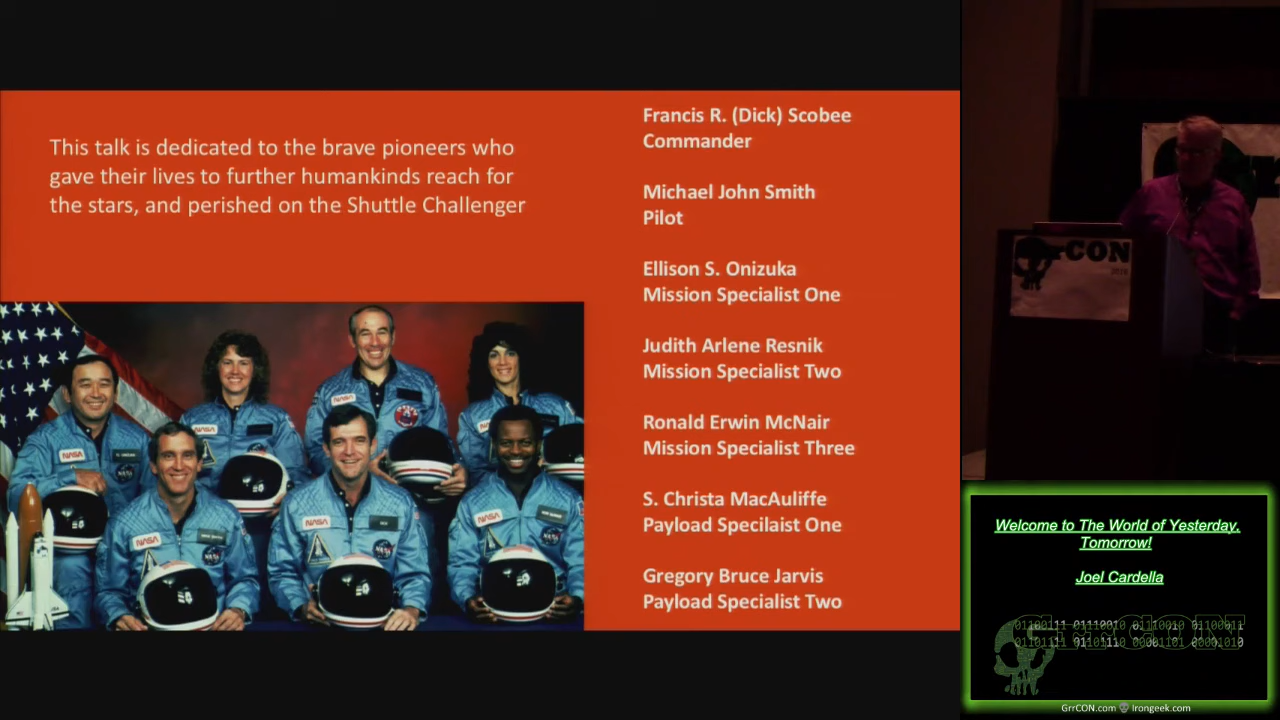 This talk is dedicated to the brave pioneers who
gave their lives to further humankinds reach for
the stars, and perished on the Shuttle Challenger
Francis R. (Dick) Scobee
Commander
Michael John Smith
Pilot
Ellison S. Onizuka
Mission Specialist One
Judith Arlene Resnik
Mission Specialist Two
Ronald Erwin McNair
Mission Specialist Three
S. Christa MacAuliffe
Payload Specilaist One
Gregory Bruce Jarvis
Payload Specialist Two
NASA
NASA
NASA
NASA
NASA
NASA
CON
Welcome to The World of Yesterday,
Tomorrow!
Joel Cardella
GrrCON
GrrCON.com Irongeek.com